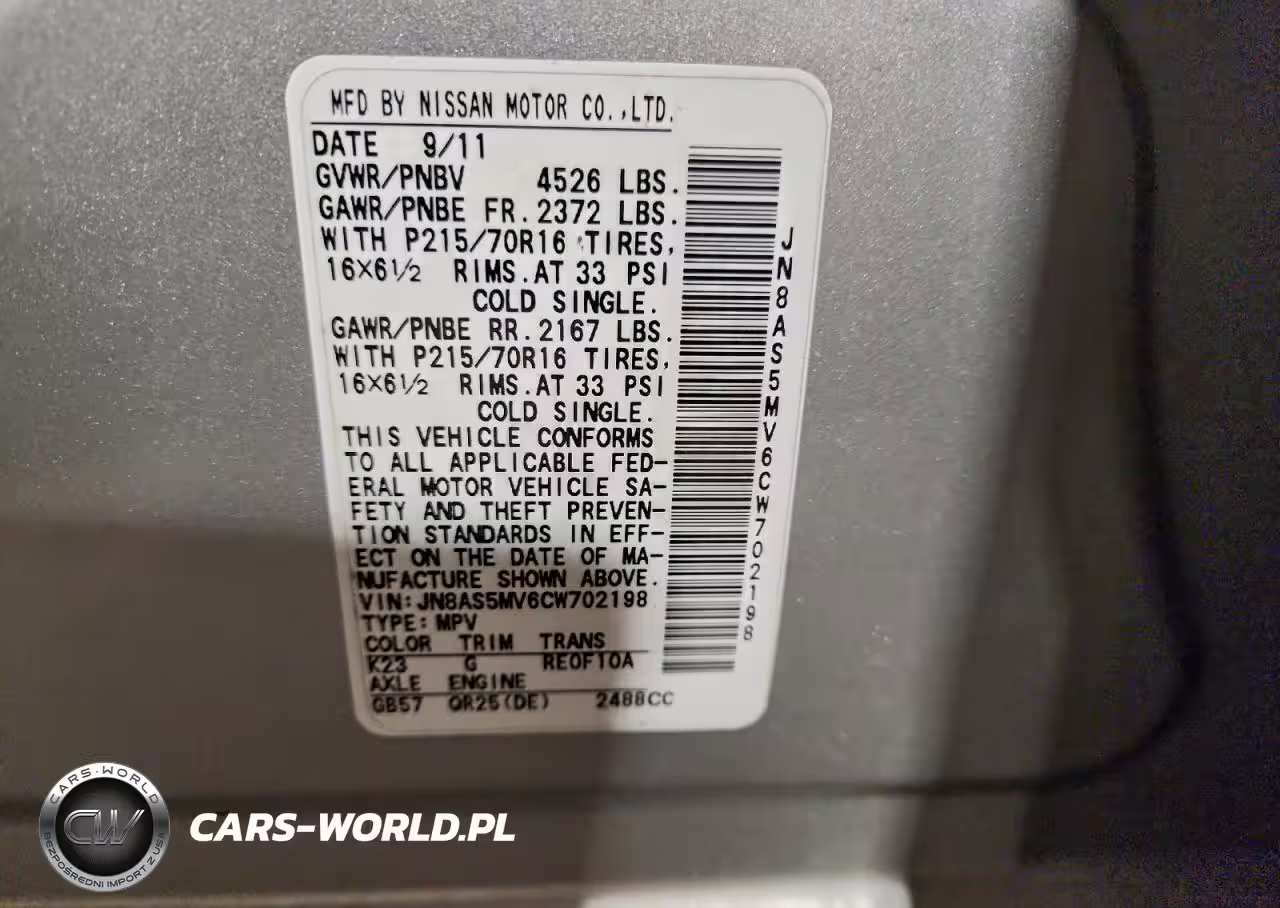 MFD BY NISSAN MOTOR CO.,LTD.
DATE 9/11
GVWR/PNBV 4526 LBS.
GAWR/PNBE FR.2372 LBS.
WITH P215/70R16 TIRES,
16×6½ RIMS.AT 33 PSI
COLD SINGLE.
GAWR/PNBE RR.2167 LBS.
WITH P215/70R16 TIRES,
16×6½ RIMS.AT 33 PSI
COLD SINGLE.
THIS VEHICLE CONFORMS
TO ALL APPLICABLE FED-
ERAL MOTOR VEHICLE SA-
FETY AND THEFT PREVEN-
TION STANDARDS IN EFF-
ECT ON THE DATE OF MA-
NUFACTURE SHOWN ABOVE.
VIN:JN8AS5MV6CW702198
TYPE:MPV
COLOR TRIM TRANS
K23 G RE0F10A
AXLE ENGINE
GB57 QR25(DE) 2488CC
JN8AS5MV6CW702198
CARS-WORLD
CW
BEZPOŚREDNI IMPORT Z USA
CARS-WORLD.PL